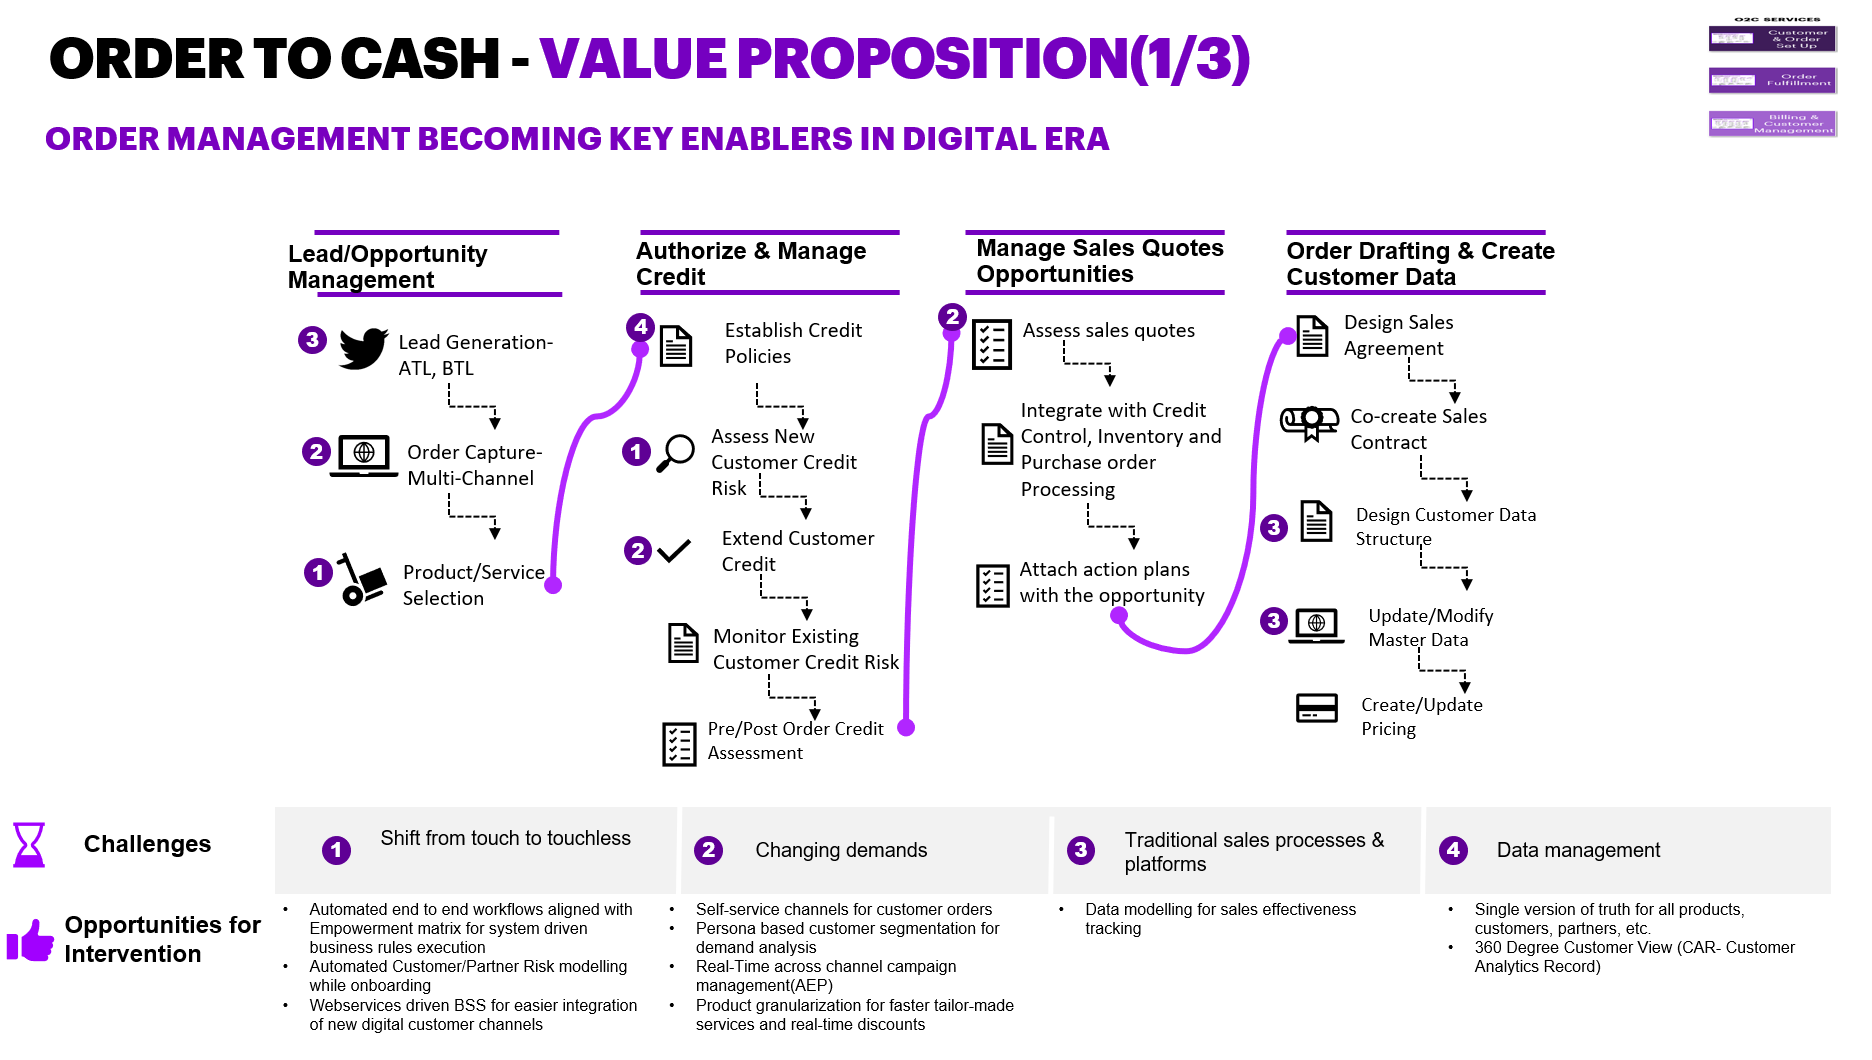 ORDER TO CASH - VALUE PROPOSITION(1/3)
ORDER MANAGEMENT BECOMING KEY ENABLERS IN DIGITAL ERA
O2C SERVICES
Customer
& Order
Set Up
Order
Fulfillment
Billing &
Customer
Management
Lead/Opportunity
Management
3
Lead Generation-
ATL, BTL
2
Order Capture-
Multi-Channel
1
Product/Service
Selection
Authorize & Manage
Credit
4
Establish Credit
Policies
1
Assess New
Customer Credit
Risk
2
Extend Customer
Credit
Monitor Existing
Customer Credit Risk
Pre/Post Order Credit
Assessment
Manage Sales Quotes
Opportunities
2
Assess sales quotes
Integrate with Credit
Control, Inventory and
Purchase order
Processing
Attach action plans
with the opportunity
Order Drafting & Create
Customer Data
Design Sales
Agreement
Co-create Sales
Contract
3
Design Customer Data
Structure
3
Update/Modify
Master Data
Create/Update
Pricing
Challenges
1
Shift from touch to touchless
2
Changing demands
3
Traditional sales processes &
platforms
4
Data management
Opportunities for
Intervention
• Automated end to end workflows aligned with
Empowerment matrix for system driven
business rules execution
• Automated Customer/Partner Risk modelling
while onboarding
• Webservices driven BSS for easier integration
of new digital customer channels
• Self-service channels for customer orders
• Persona based customer segmentation for
demand analysis
• Real-Time across channel campaign
management(AEP)
• Product granularization for faster tailor-made
services and real-time discounts
• Data modelling for sales effectiveness
tracking
• Single version of truth for all products,
customers, partners, etc.
• 360 Degree Customer View (CAR- Customer
Analytics Record)